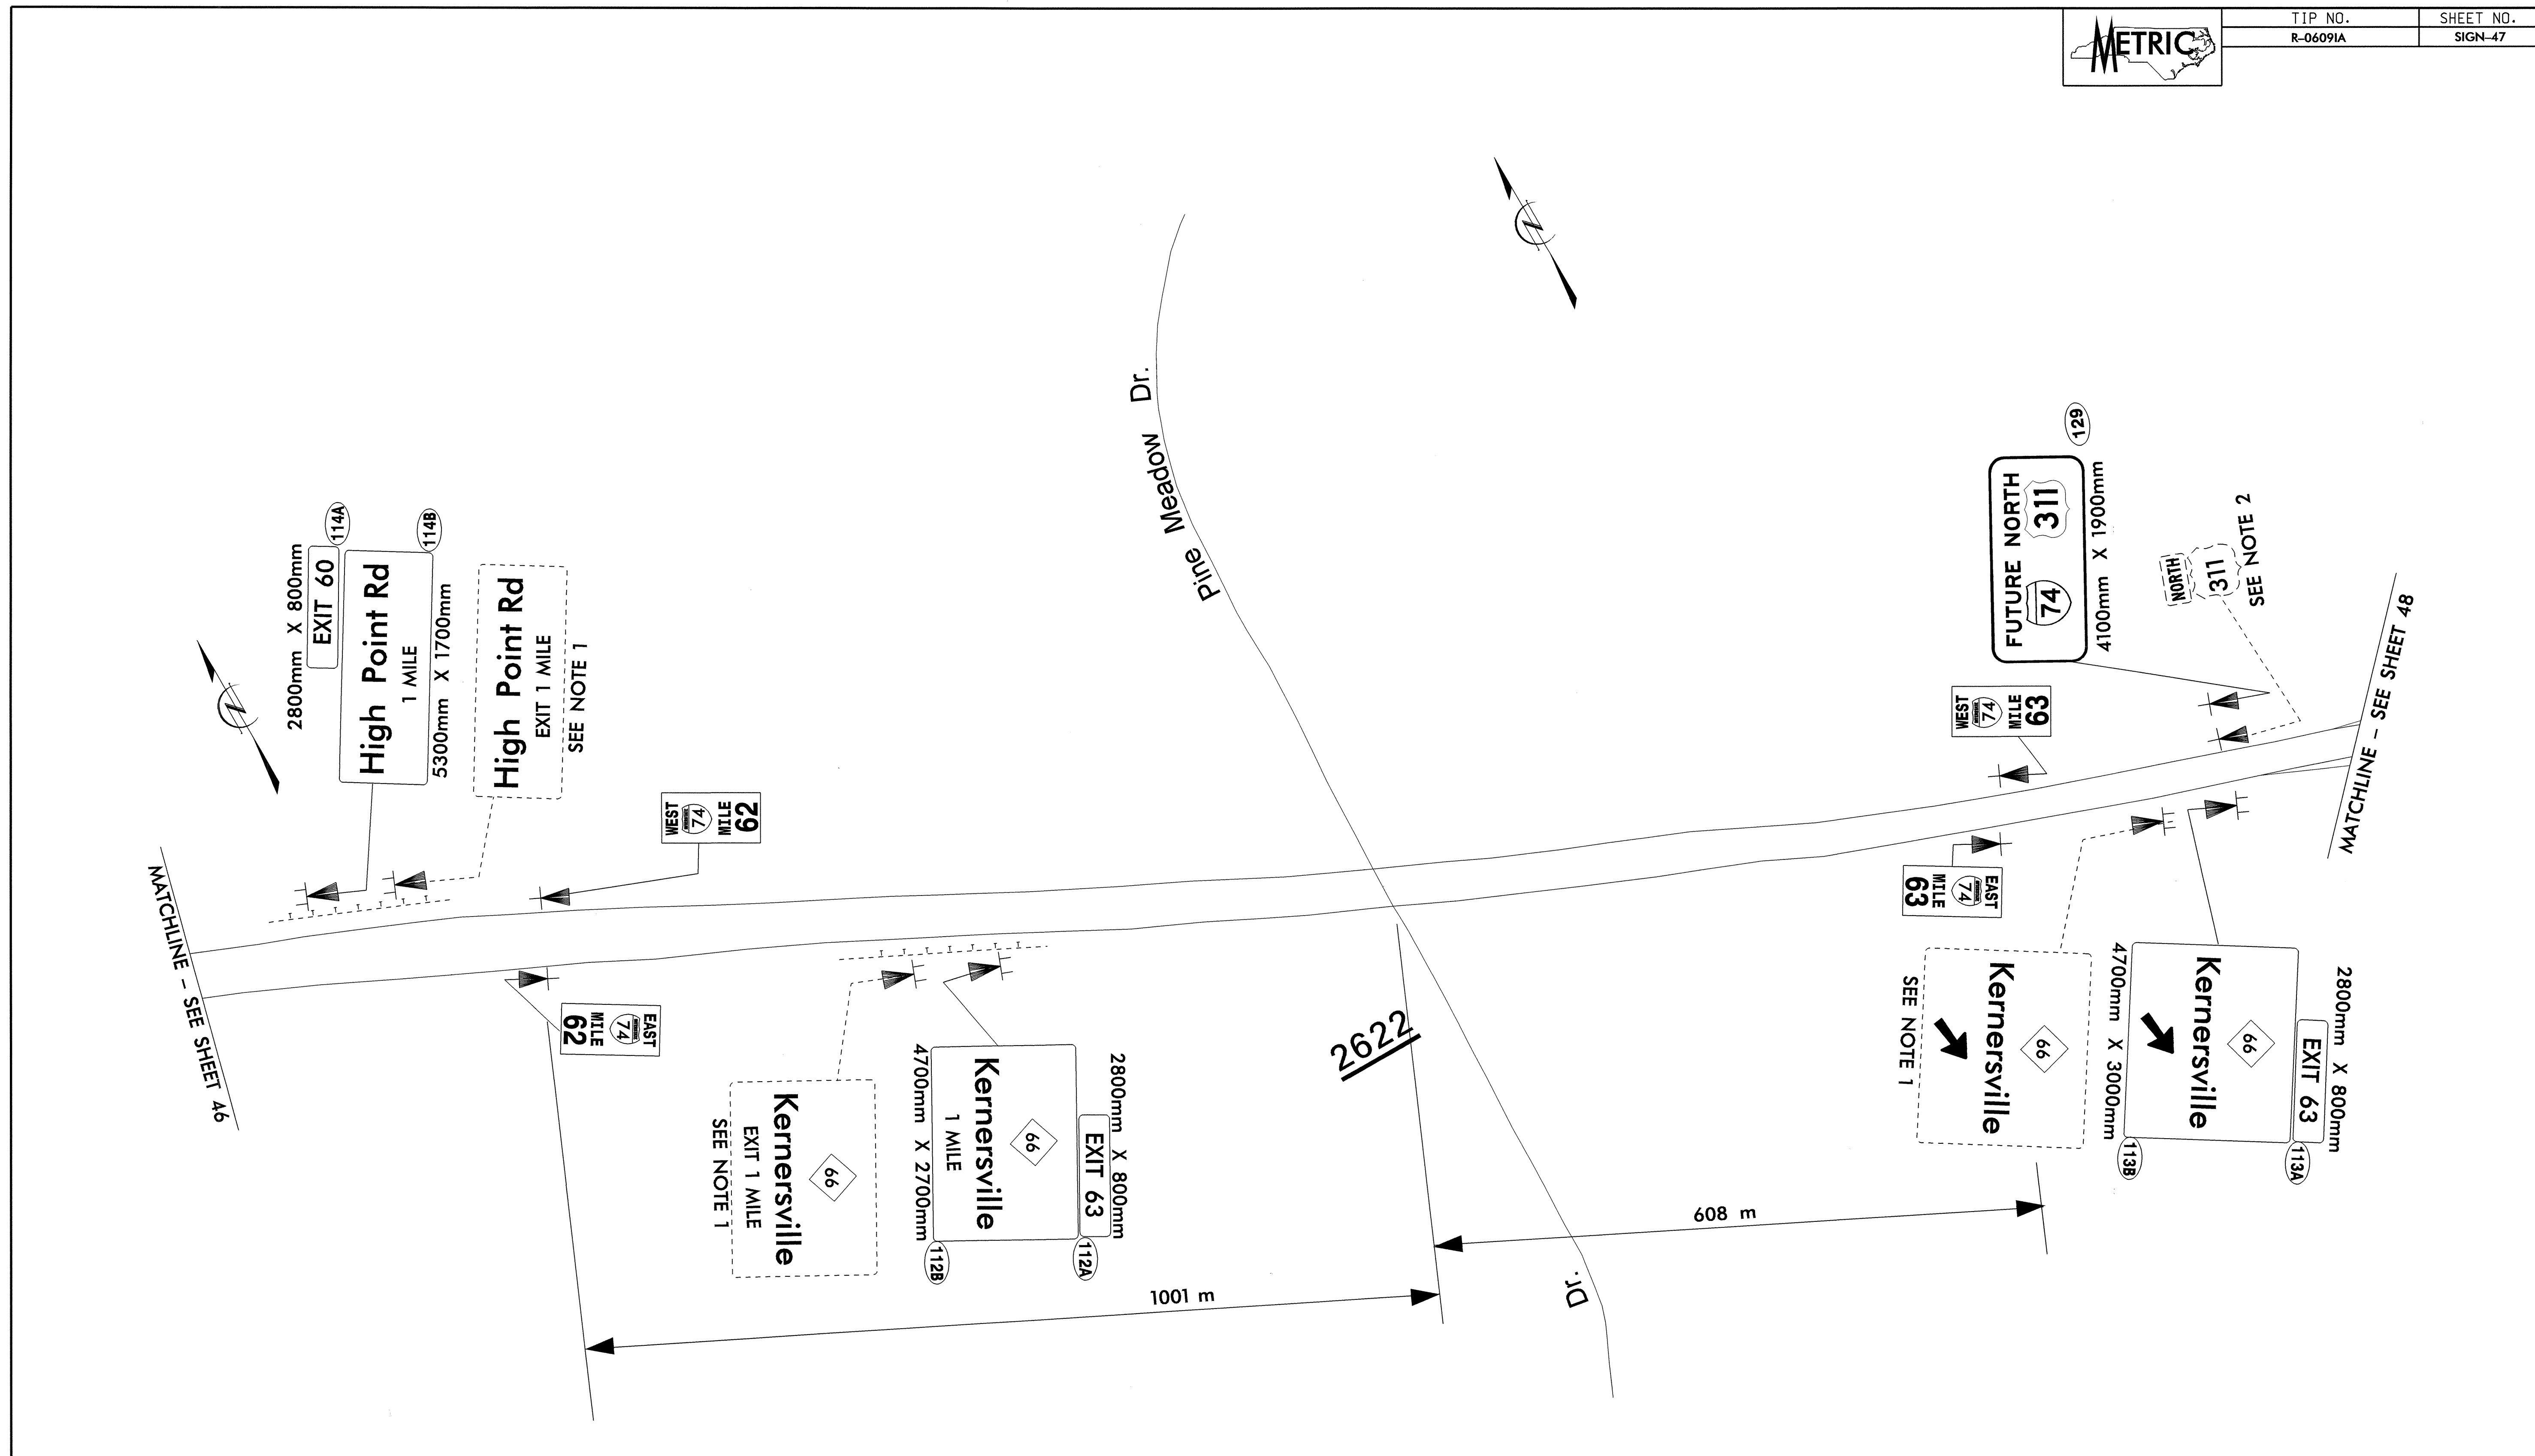 METRIC
TIP NO.
SHEET NO.
R-0609IA
SIGN-47
Pine Meadow Dr.
129
FUTURE NORTH
74 311
4100mm X 1900mm
NORTH
311
SEE NOTE 2
MATCHLINE - SEE SHEET 48
2800mm X 800mm
114A
EXIT 60
High Point Rd
1 MILE
114B
5300mm X 1700mm
High Point Rd
EXIT 1 MILE
SEE NOTE 1
WEST
74
MILE
62
WEST
74
MILE
63
MATCHLINE - SEE SHEET 46
EAST
74
MILE
62
EAST
74
MILE
63
66
Kernersville
EXIT 1 MILE
SEE NOTE 1
2800mm X 800mm
EXIT 63
112A
66
Kernersville
1 MILE
4700mm X 2700mm
112B
2622
66
Kernersville
SEE NOTE 1
2800mm X 800mm
EXIT 63
113A
66
Kernersville
4700mm X 3000mm
113B
608 m
1001 m
Dr.